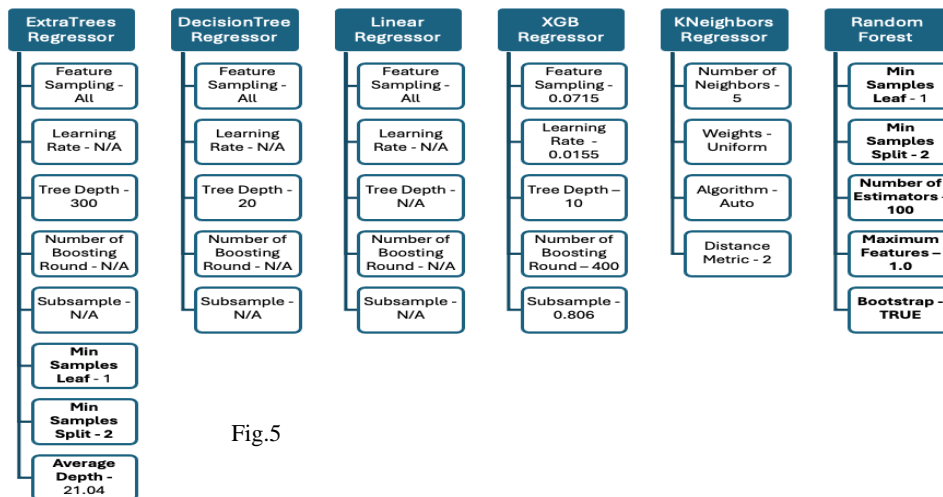 ExtraTrees
Regressor
Feature
Sampling -
All
Learning
Rate - N/A
Tree Depth -
300
Number of
Boosting
Round - N/A
Subsample -
N/A
Min
Samples
Leaf - 1
Min
Samples
Split - 2
Average
Depth -
21.04
DecisionTree
Regressor
Feature
Sampling -
All
Learning
Rate - N/A
Tree Depth -
20
Number of
Boosting
Round - N/A
Subsample -
N/A
Linear
Regressor
Feature
Sampling -
All
Learning
Rate - N/A
Tree Depth -
N/A
Number of
Boosting
Round - N/A
Subsample -
N/A
XGB
Regressor
Feature
Sampling -
0.0715
Learning
Rate -
0.0155
Tree Depth –
10
Number of
Boosting
Round – 400
Subsample -
0.806
KNeighbors
Regressor
Number of
Neighbors -
5
Weights -
Uniform
Algorithm -
Auto
Distance
Metric - 2
Random
Forest
Min
Samples
Leaf - 1
Min
Samples
Split - 2
Number of
Estimators -
100
Maximum
Features –
1.0
Bootstrap -
TRUE
Fig.5